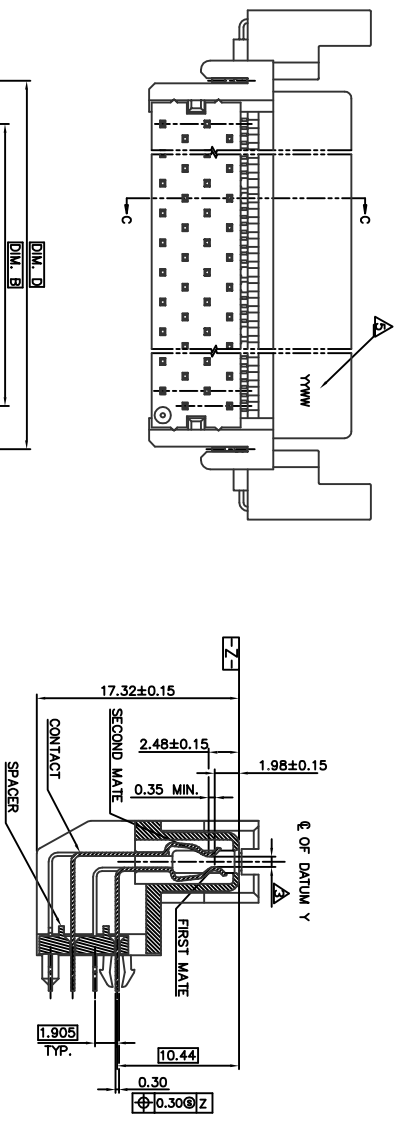 5
YYWW
C
C
DIM. D
DIM. B
-Z-
17.32±0.15
2.48±0.15
1.98±0.15
0.35 MIN.
SECOND MATE
CONTACT
SPACER
℄ OF DATUM Y
3
FIRST MATE
1.905
TYP.
10.44
0.30
⌖ 0.30Ⓢ Z